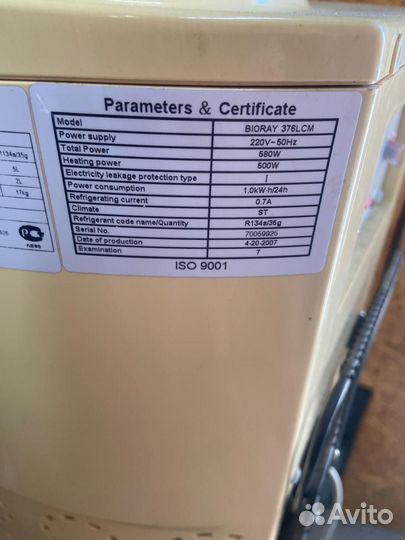 Parameters & Certificate
Model BIORAY 376LCM
Power supply 220V~50Hz
Total Power 580W
Heating power 500W
Electricity leakage protection type I
Power consumption 1.0kW·h/24h
Refrigerating current 0.7A
Climate ST
Refrigerant code name/Quantity R134a/35g
Serial No. 70059925
Date of production 4-20-2007
Examination 7
ISO 9001
R134a/35g
5L
2L
17kg
Avito